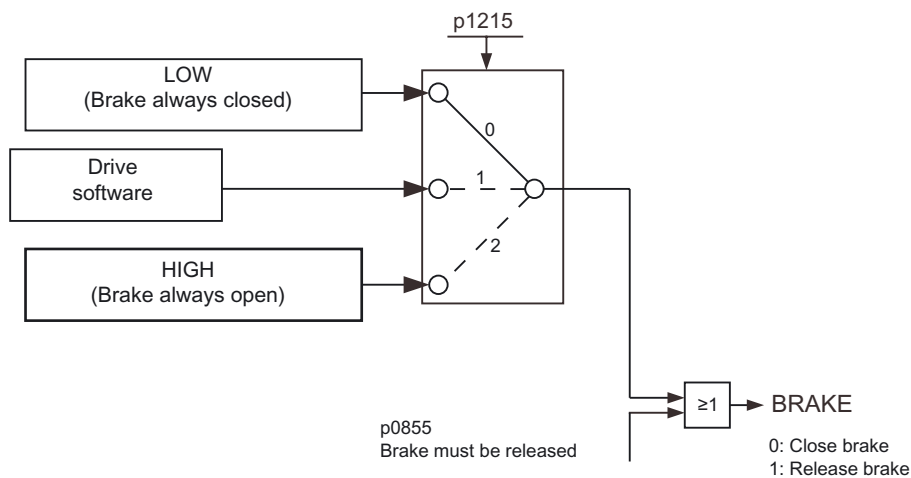 p1215
LOW
(Brake always closed)
0
Drive
software
1
2
HIGH
(Brake always open)
≥1
BRAKE
p0855
Brake must be released
0: Close brake
1: Release brake